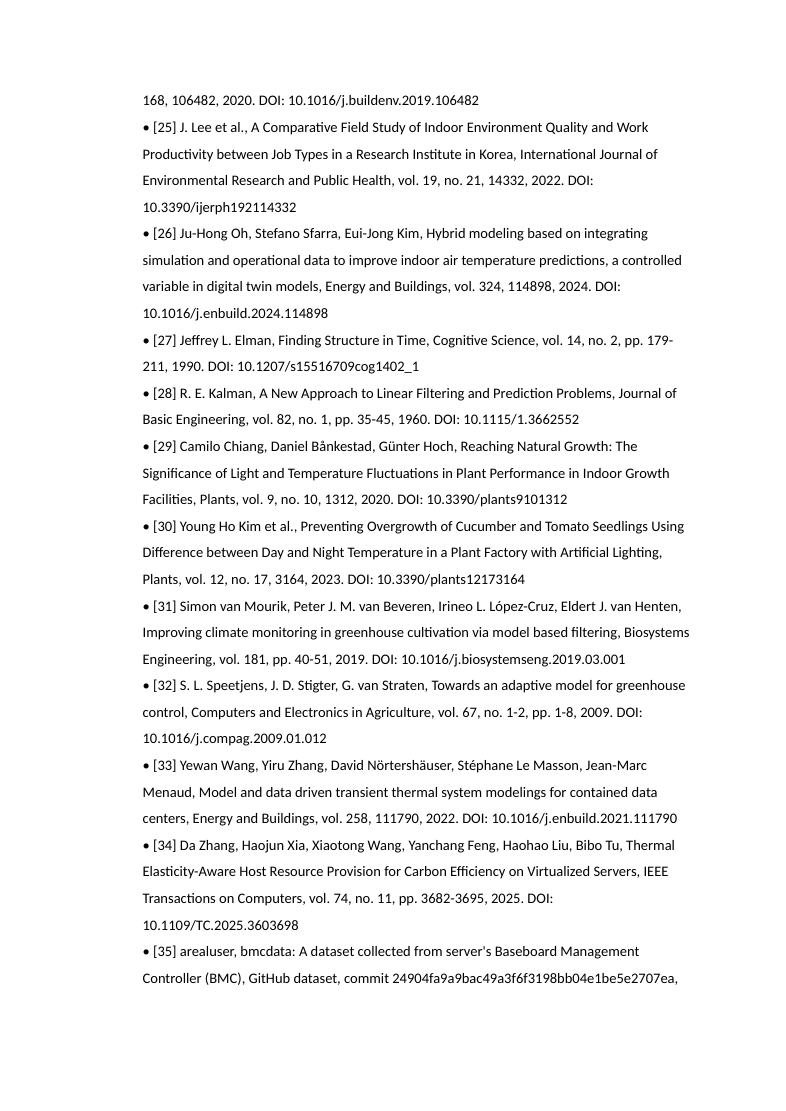 168, 106482, 2020. DOI: 10.1016/j.buildenv.2019.106482
• [25] J. Lee et al., A Comparative Field Study of Indoor Environment Quality and Work
Productivity between Job Types in a Research Institute in Korea, International Journal of
Environmental Research and Public Health, vol. 19, no. 21, 14332, 2022. DOI:
10.3390/ijerph192114332
• [26] Ju-Hong Oh, Stefano Sfarra, Eui-Jong Kim, Hybrid modeling based on integrating
simulation and operational data to improve indoor air temperature predictions, a controlled
variable in digital twin models, Energy and Buildings, vol. 324, 114898, 2024. DOI:
10.1016/j.enbuild.2024.114898
• [27] Jeffrey L. Elman, Finding Structure in Time, Cognitive Science, vol. 14, no. 2, pp. 179-
211, 1990. DOI: 10.1207/s15516709cog1402_1
• [28] R. E. Kalman, A New Approach to Linear Filtering and Prediction Problems, Journal of
Basic Engineering, vol. 82, no. 1, pp. 35-45, 1960. DOI: 10.1115/1.3662552
• [29] Camilo Chiang, Daniel Bånkestad, Günter Hoch, Reaching Natural Growth: The
Significance of Light and Temperature Fluctuations in Plant Performance in Indoor Growth
Facilities, Plants, vol. 9, no. 10, 1312, 2020. DOI: 10.3390/plants9101312
• [30] Young Ho Kim et al., Preventing Overgrowth of Cucumber and Tomato Seedlings Using
Difference between Day and Night Temperature in a Plant Factory with Artificial Lighting,
Plants, vol. 12, no. 17, 3164, 2023. DOI: 10.3390/plants12173164
• [31] Simon van Mourik, Peter J. M. van Beveren, Irineo L. López-Cruz, Eldert J. van Henten,
Improving climate monitoring in greenhouse cultivation via model based filtering, Biosystems
Engineering, vol. 181, pp. 40-51, 2019. DOI: 10.1016/j.biosystemseng.2019.03.001
• [32] S. L. Speetjens, J. D. Stigter, G. van Straten, Towards an adaptive model for greenhouse
control, Computers and Electronics in Agriculture, vol. 67, no. 1-2, pp. 1-8, 2009. DOI:
10.1016/j.compag.2009.01.012
• [33] Yewan Wang, Yiru Zhang, David Nörtershäuser, Stéphane Le Masson, Jean-Marc
Menaud, Model and data driven transient thermal system modelings for contained data
centers, Energy and Buildings, vol. 258, 111790, 2022. DOI: 10.1016/j.enbuild.2021.111790
• [34] Da Zhang, Haojun Xia, Xiaotong Wang, Yanchang Feng, Haohao Liu, Bibo Tu, Thermal
Elasticity-Aware Host Resource Provision for Carbon Efficiency on Virtualized Servers, IEEE
Transactions on Computers, vol. 74, no. 11, pp. 3682-3695, 2025. DOI:
10.1109/TC.2025.3603698
• [35] arealuser, bmcdata: A dataset collected from server's Baseboard Management
Controller (BMC), GitHub dataset, commit 24904fa9a9bac49a3f6f3198bb04e1be5e2707ea,